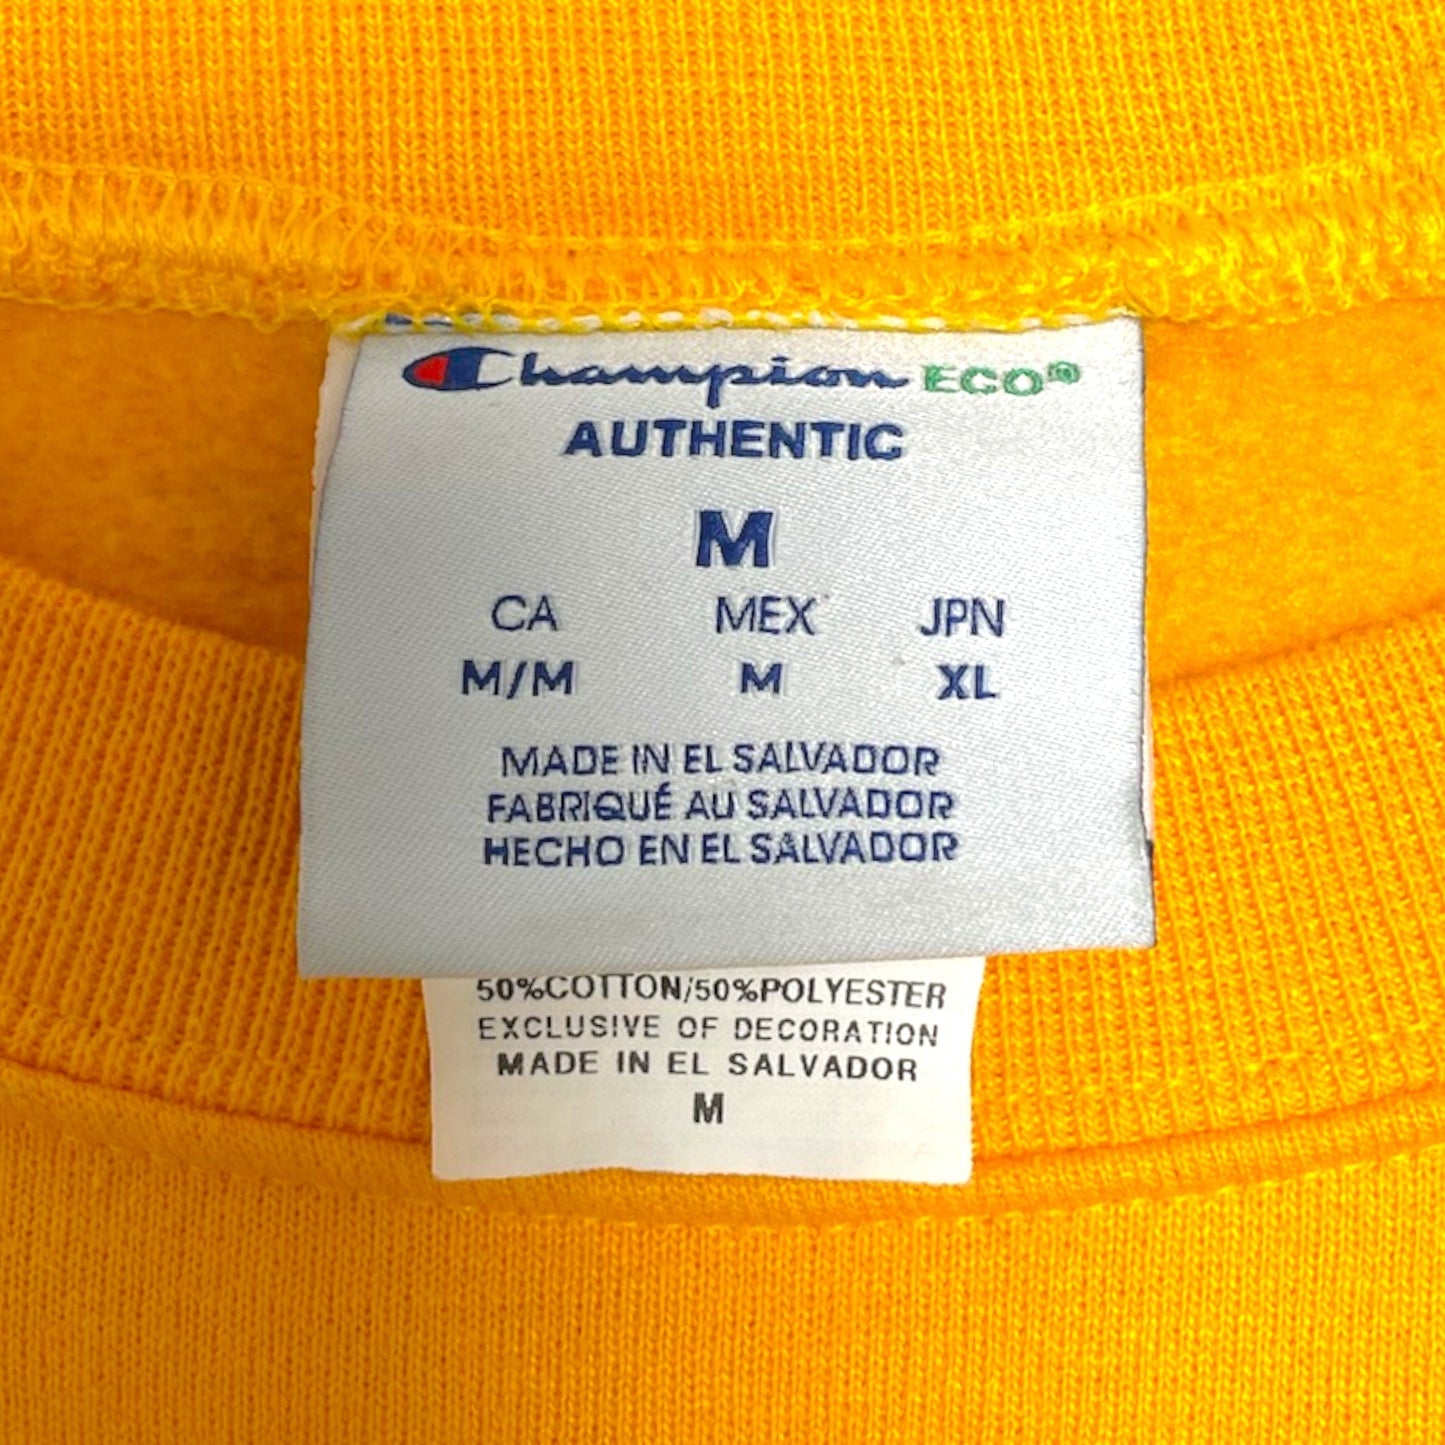 Champion ECO®
AUTHENTIC
M
CA MEX JPN
M/M M XL
MADE IN EL SALVADOR
FABRIQUÉ AU SALVADOR
HECHO EN EL SALVADOR
50%COTTON/50%POLYESTER
EXCLUSIVE OF DECORATION
MADE IN EL SALVADOR
M